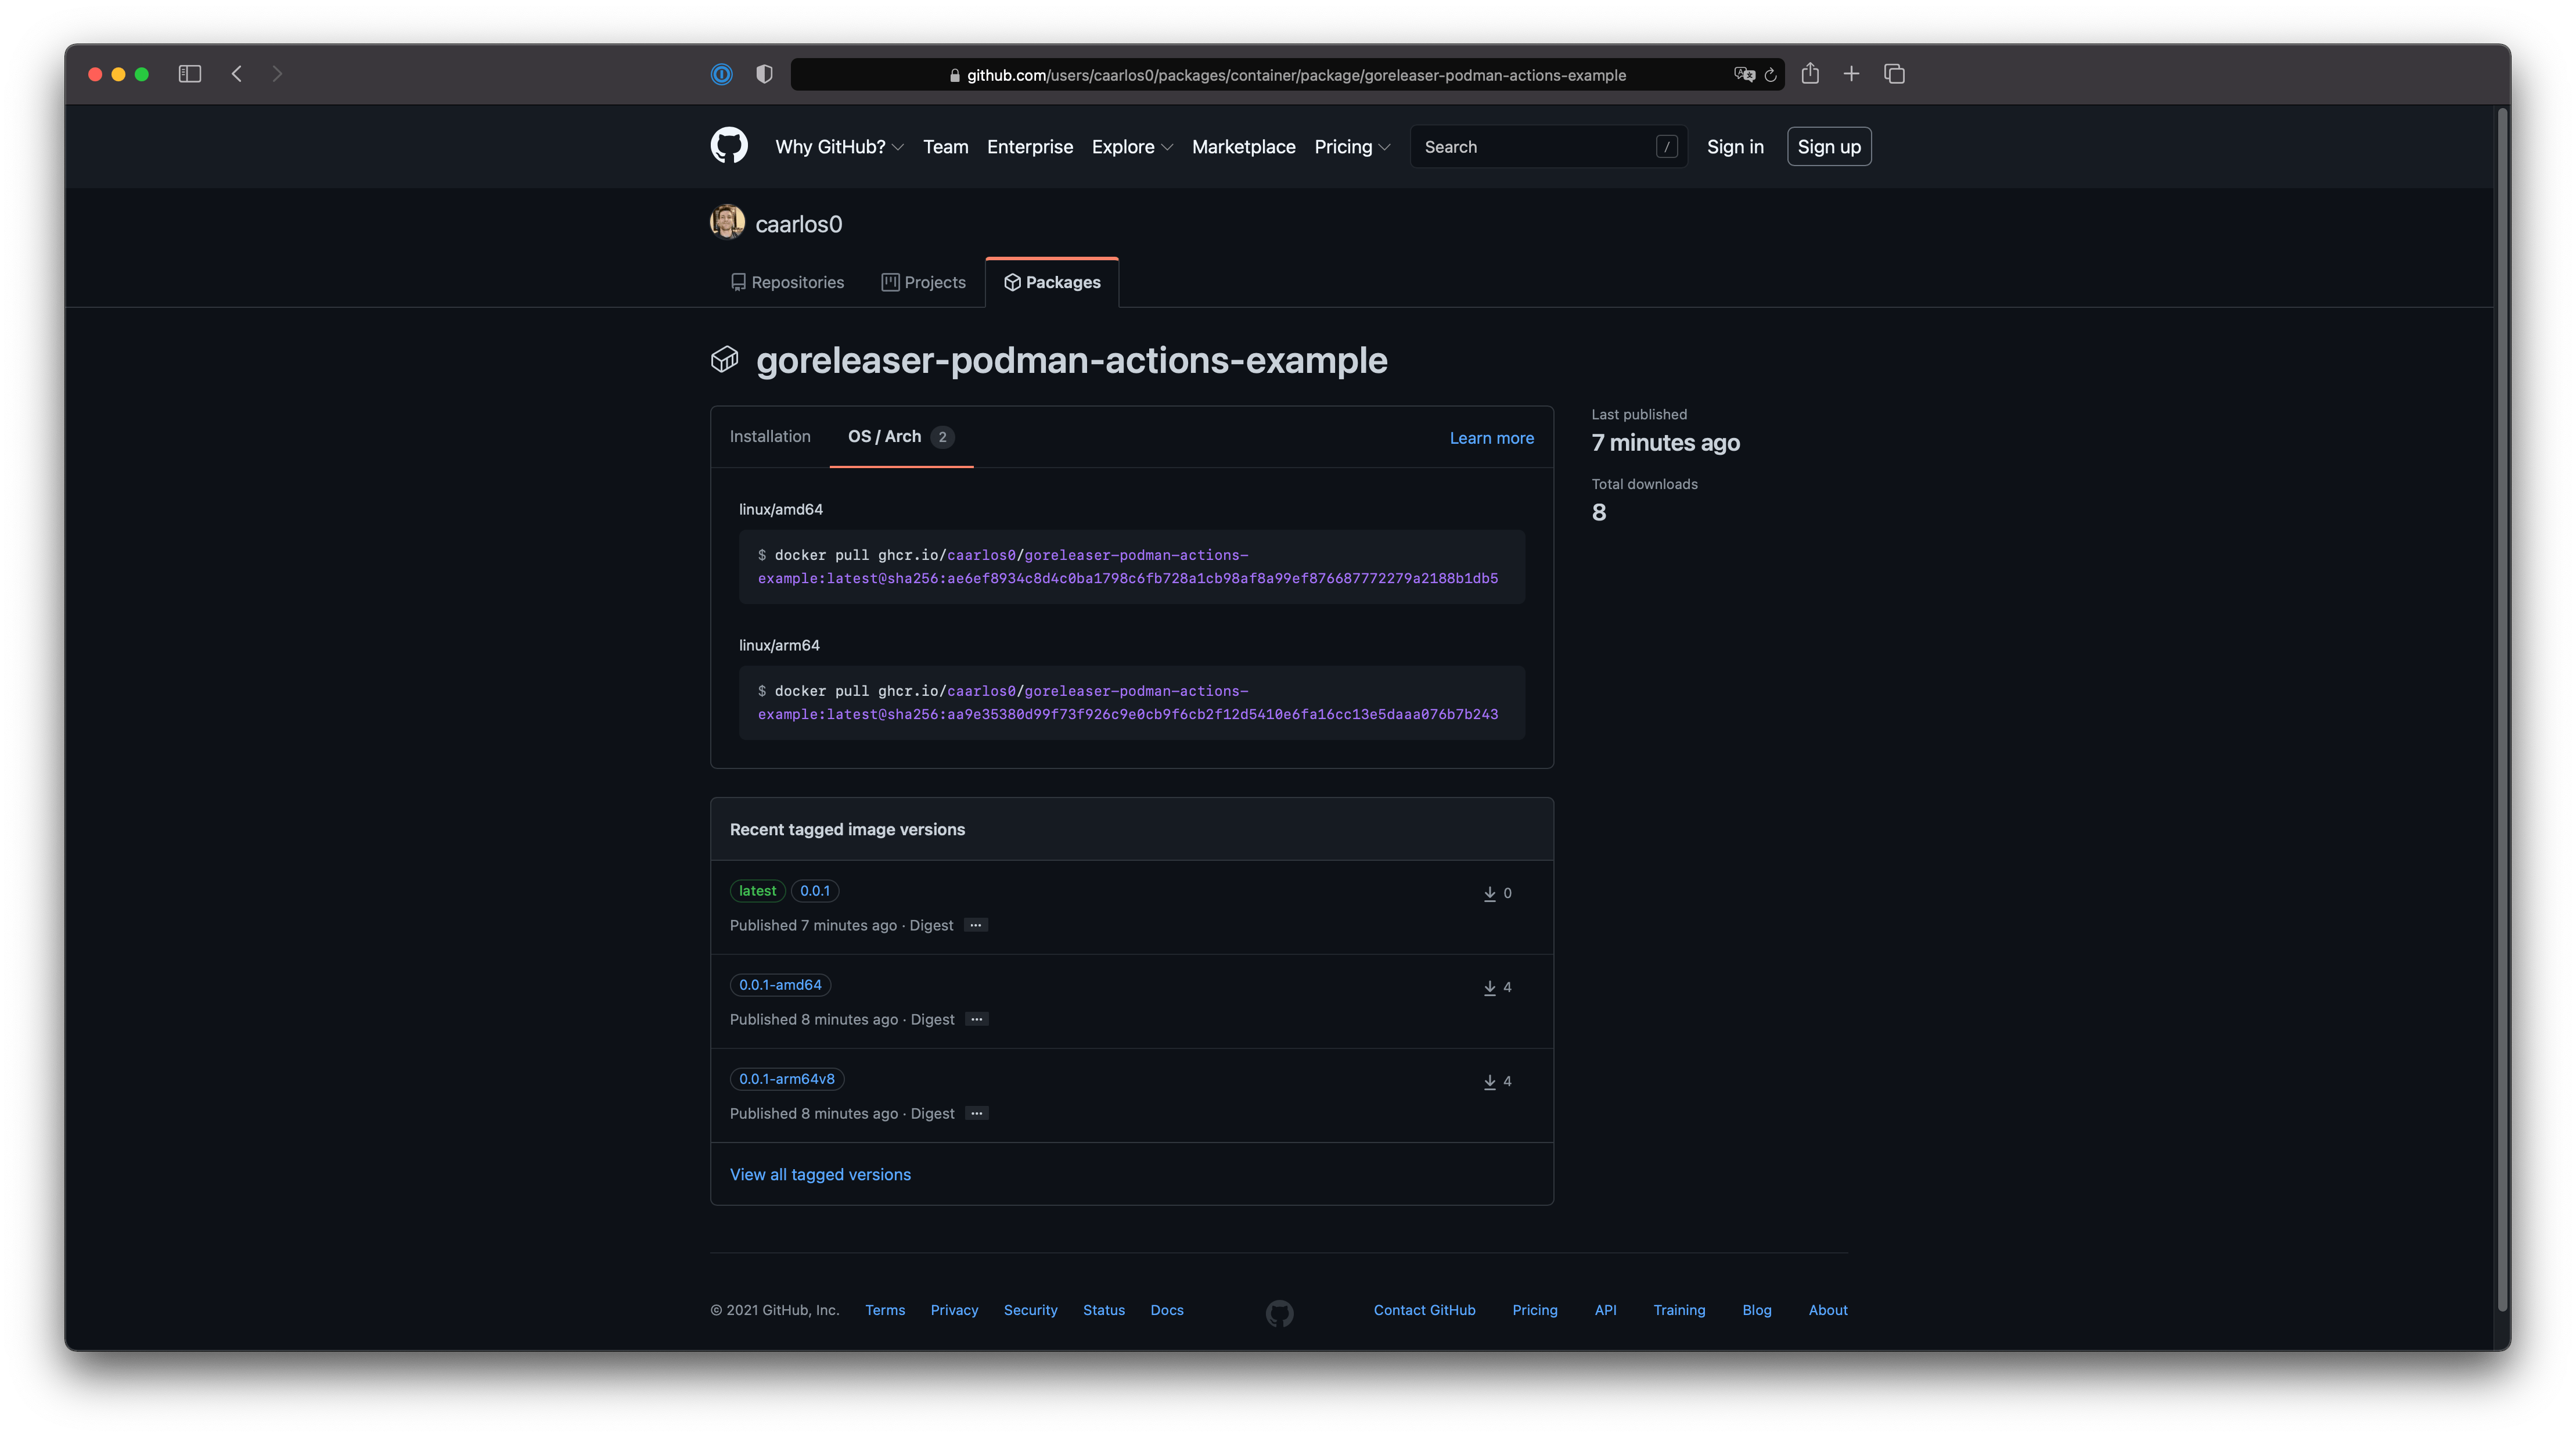 github.com/users/caarlos0/packages/container/package/goreleaser-podman-actions-example
Why GitHub? Team Enterprise Explore Marketplace Pricing Search / Sign in Sign up
caarlos0
Repositories Projects Packages
goreleaser-podman-actions-example
Installation OS / Arch 2 Learn more
Last published
7 minutes ago
Total downloads
8
linux/amd64
$ docker pull ghcr.io/caarlos0/goreleaser-podman-actions-
example:latest@sha256:ae6ef8934c8d4c0ba1798c6fb728a1cb98af8a99ef876687772279a2188b1db5
linux/arm64
$ docker pull ghcr.io/caarlos0/goreleaser-podman-actions-
example:latest@sha256:aa9e35380d99f73f926c9e0cb9f6cb2f12d5410e6fa16cc13e5daaa076b7b243
Recent tagged image versions
latest 0.0.1 0
Published 7 minutes ago · Digest ...
0.0.1-amd64 4
Published 8 minutes ago · Digest ...
0.0.1-arm64v8 4
Published 8 minutes ago · Digest ...
View all tagged versions
© 2021 GitHub, Inc. Terms Privacy Security Status Docs Contact GitHub Pricing API Training Blog About